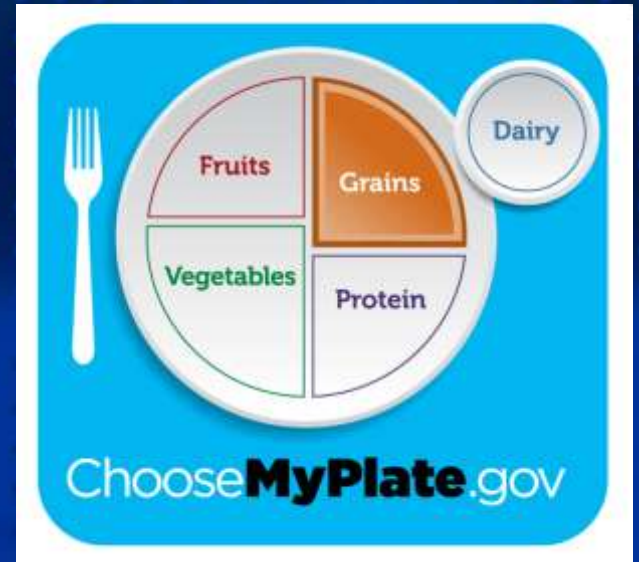 Fruits
Grains
Dairy
Vegetables
Protein
ChooseMyPlate.gov